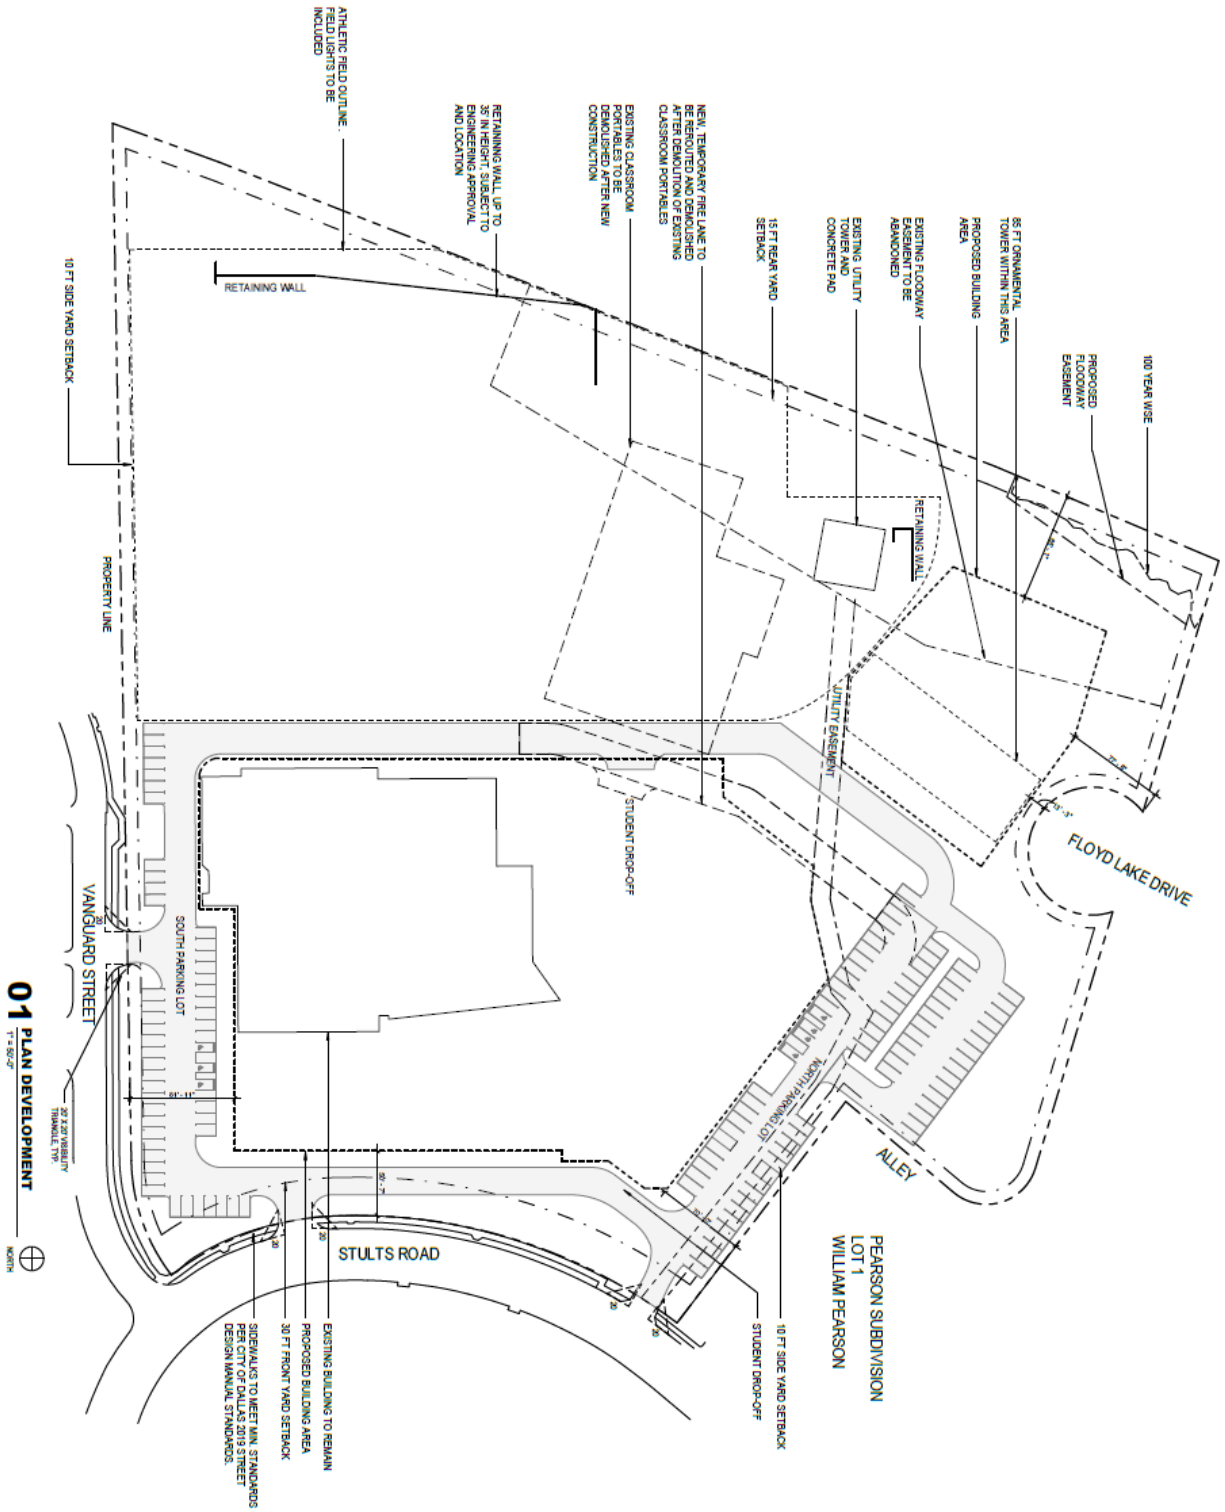 ATHLETIC FIELD OUTLINE.
FIELD LIGHTS TO BE
INCLUDED
RETAINING WALL, UP TO
35' IN HEIGHT, SUBJECT TO
ENGINEERING APPROVAL
AND LOCATION
EXISTING CLASSROOM
PORTABLES TO BE
DEMOLISHED AFTER NEW
CONSTRUCTION
NEW, TEMPORARY FIRE LANE TO
BE REROUTED AND DEMOLISHED
AFTER DEMOLITION OF EXISTING
CLASSROOM PORTABLES
15 FT REAR YARD
SETBACK
EXISTING UTILITY
TOWER AND
CONCRETE PAD
EXISTING FLOODWAY
EASEMENT TO BE
ABANDONED
PROPOSED BUILDING
AREA
85 FT ORNAMENTAL
TOWER WITHIN THIS AREA
PROPOSED
FLOODWAY
EASEMENT
100 YEAR WSE
10 FT SIDE YARD SETBACK
RETAINING WALL
RETAINING WALL
PROPERTY LINE
UTILITY EASEMENT
STUDENT DROP-OFF
FLOYD LAKE DRIVE
VANGUARD STREET
SOUTH PARKING LOT
NORTH PARKING LOT
ALLEY
STULTS ROAD
20
20
20
20
20
PEARSON SUBDIVISION
LOT 1
WILLIAM PEARSON
10 FT SIDE YARD SETBACK
STUDENT DROP-OFF
EXISTING BUILDING TO REMAIN
PROPOSED BUILDING AREA
30 FT FRONT YARD SETBACK
SIDEWALKS TO MEET MIN. STANDARDS
PER CITY OF DALLAS 2019 STREET
DESIGN MANUAL STANDARDS.
20' X 20' VISIBILITY
TRIANGLE, TYP.
01 PLAN DEVELOPMENT
1" = 50'-0"
NORTH